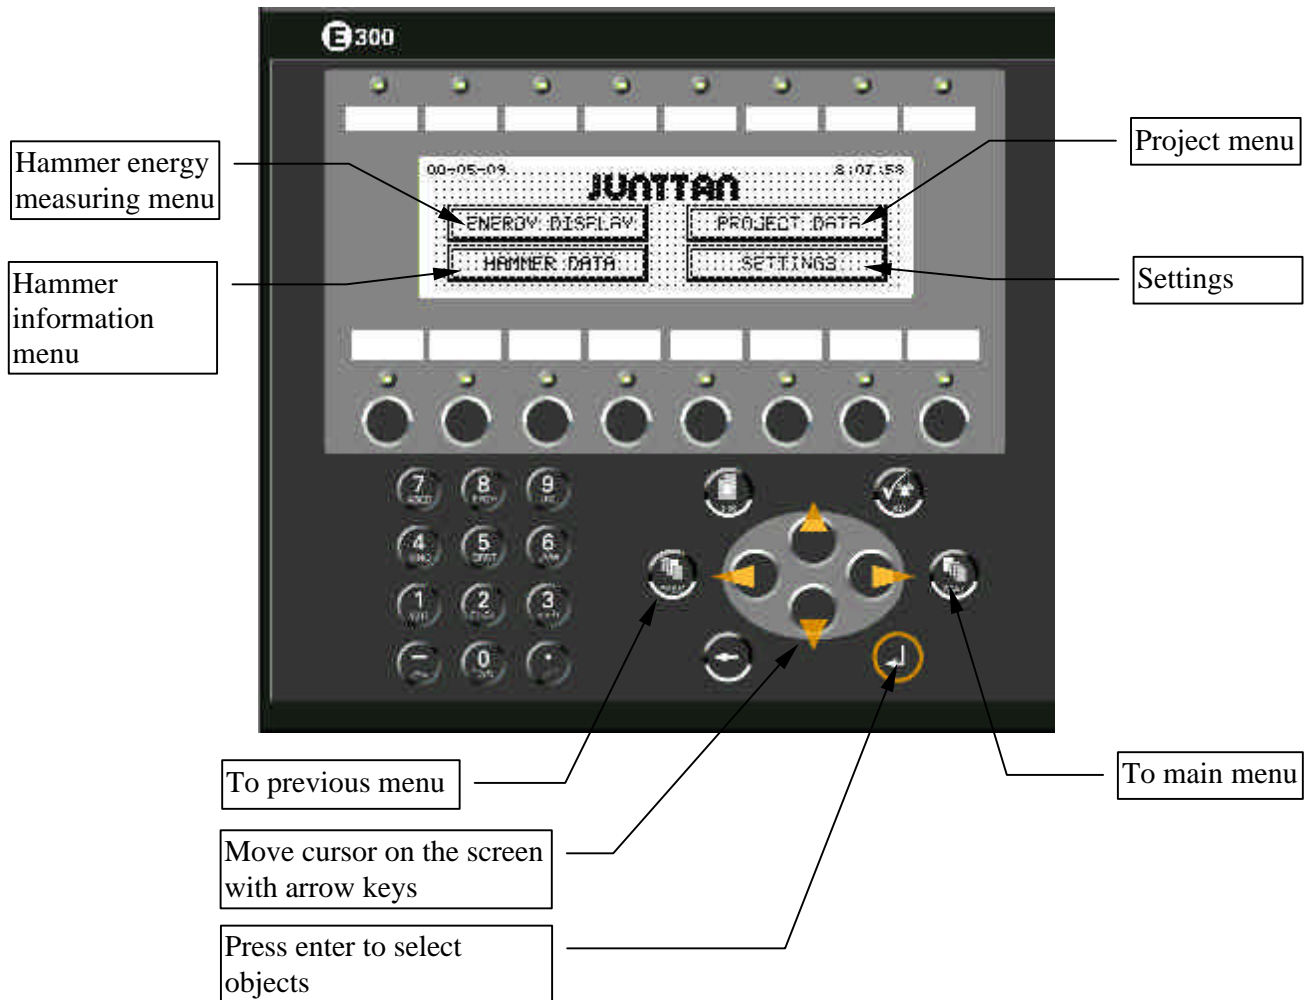 E300
Hammer energy
measuring menu
Project menu
00-05-09
8:07:58
JUNTTAN
ENERGY DISPLAY
PROJECT DATA
HAMMER DATA
SETTINGS
Hammer
information
menu
Settings
7
8
9
4
5
6
1
2
3
-
0
.
To previous menu
To main menu
Move cursor on the screen
with arrow keys
Press enter to select
objects